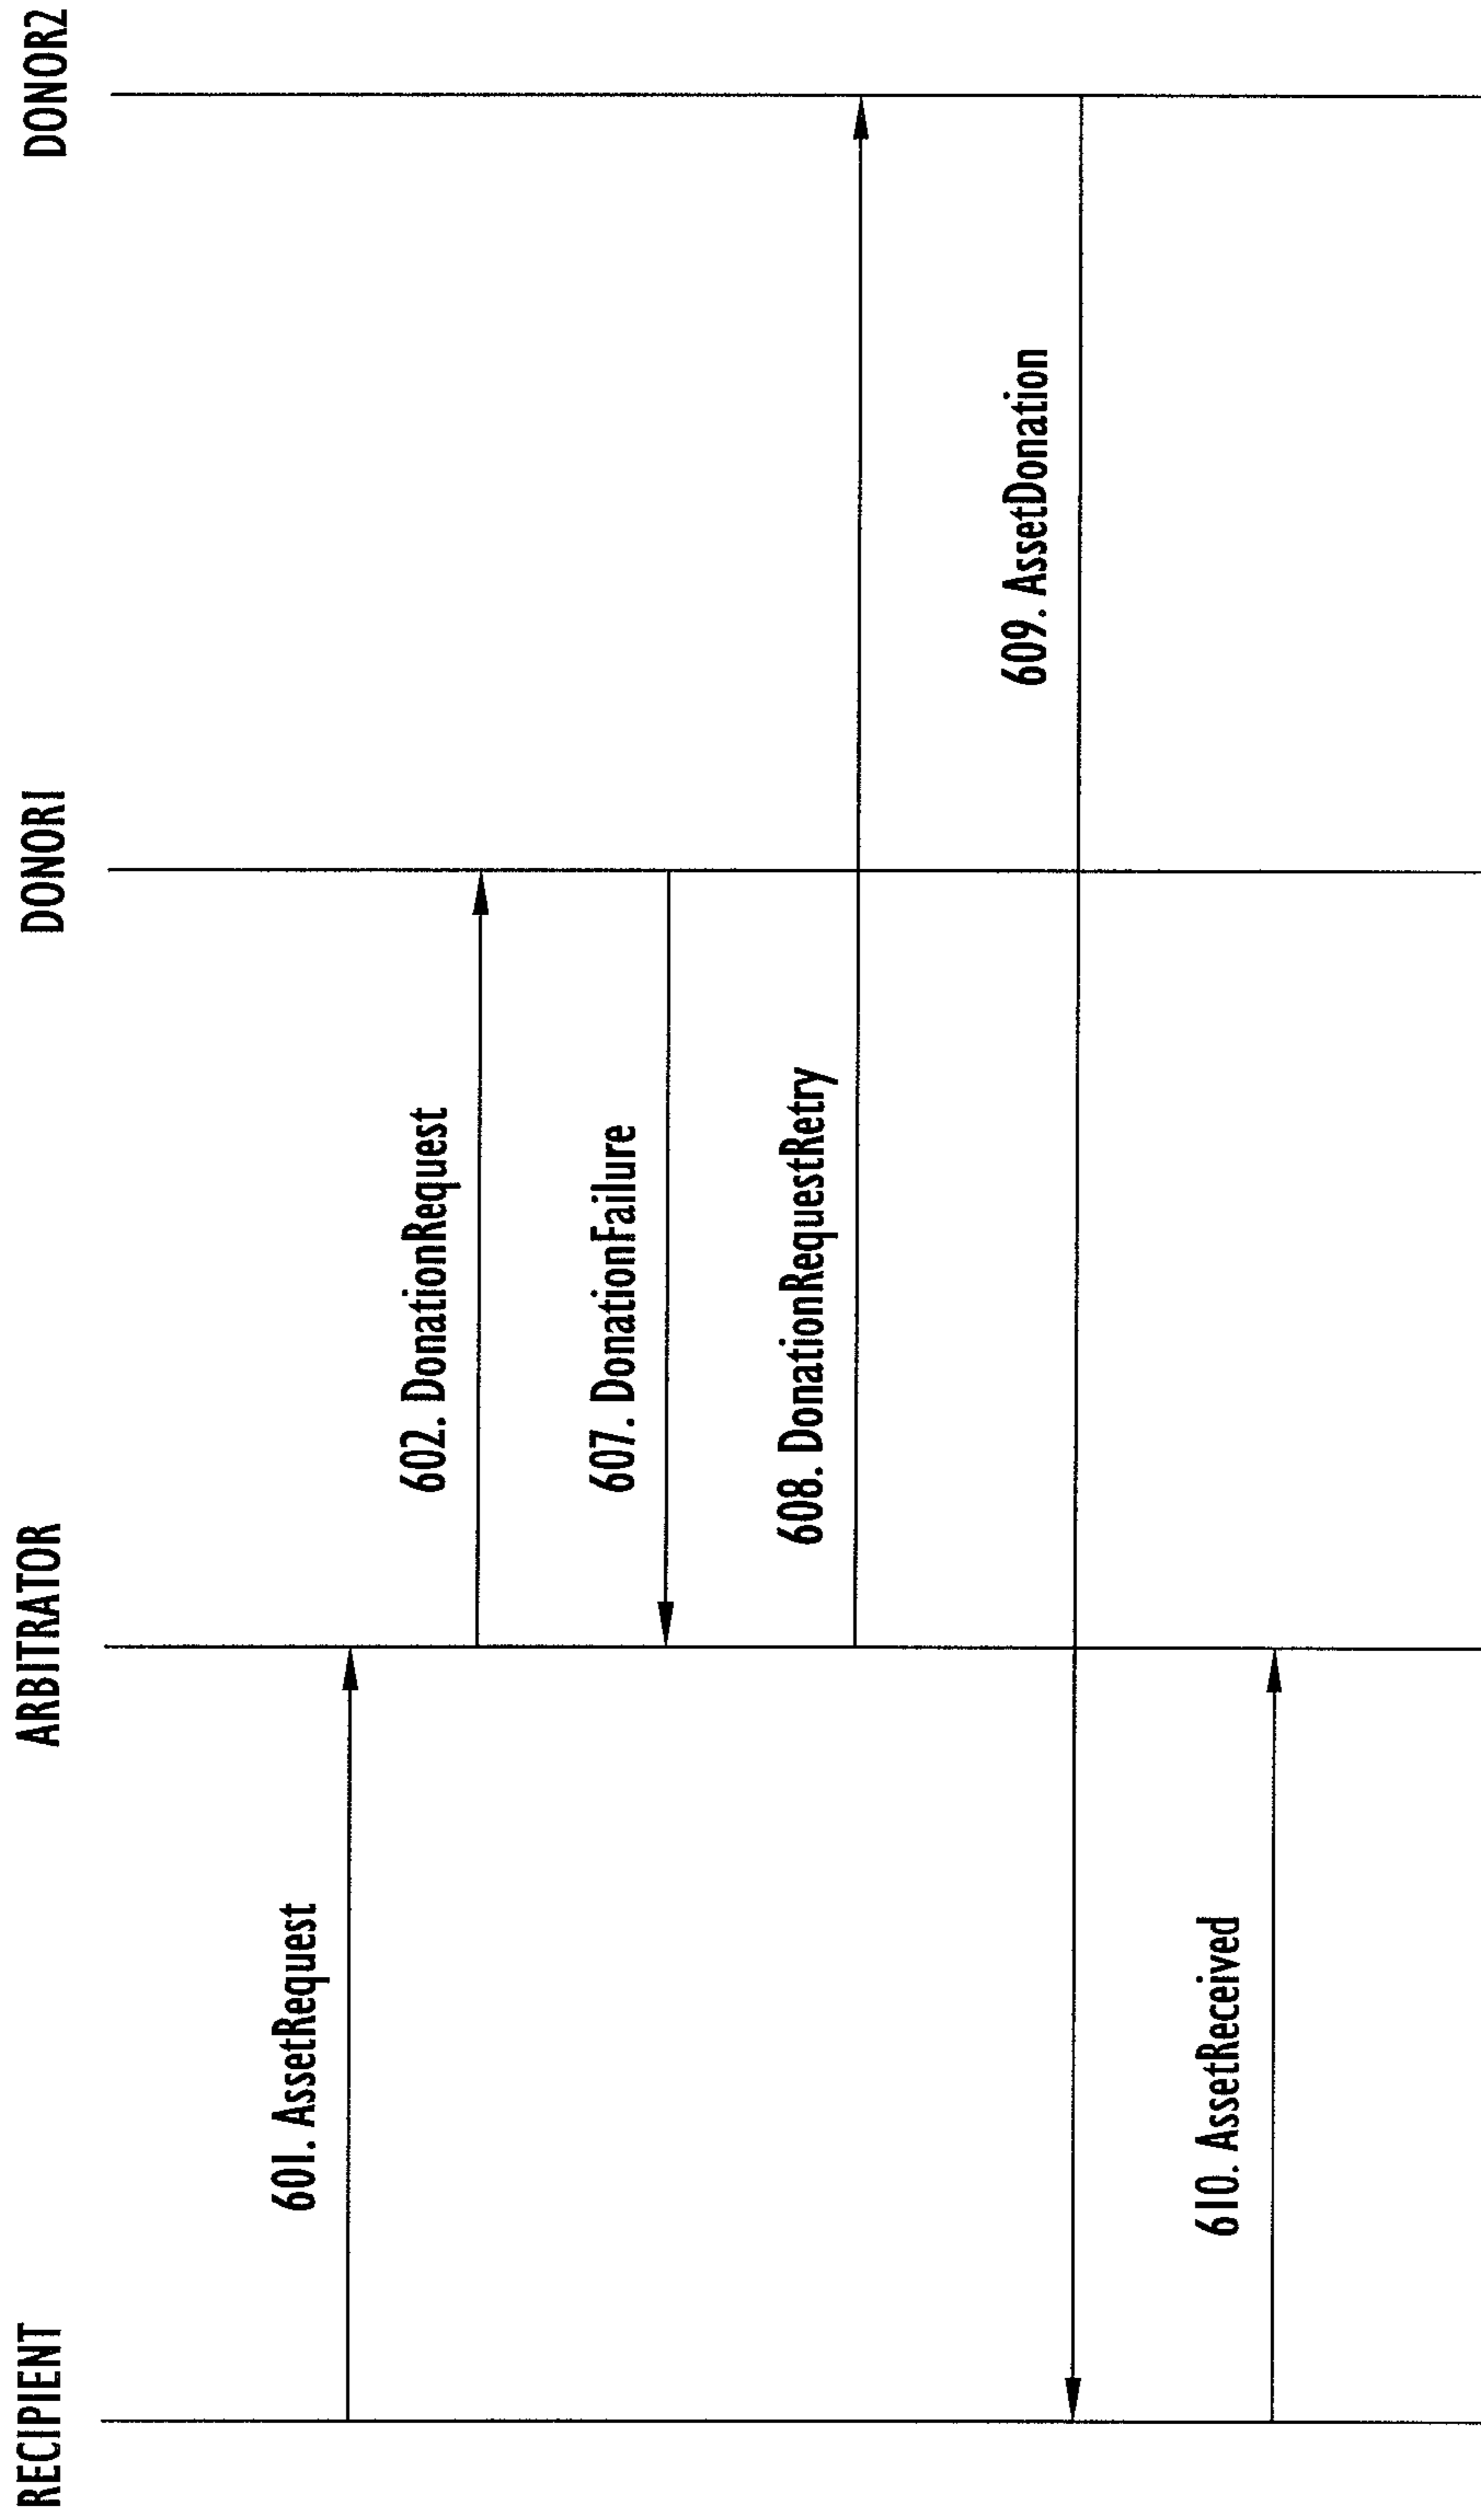 RECIPIENT
ARBITRATOR
DONOR1
DONOR2
601. AssetRequest
602. DonationRequest
607. DonationFailure
608. DonationRequestRetry
609. AssetDonation
610. AssetReceived